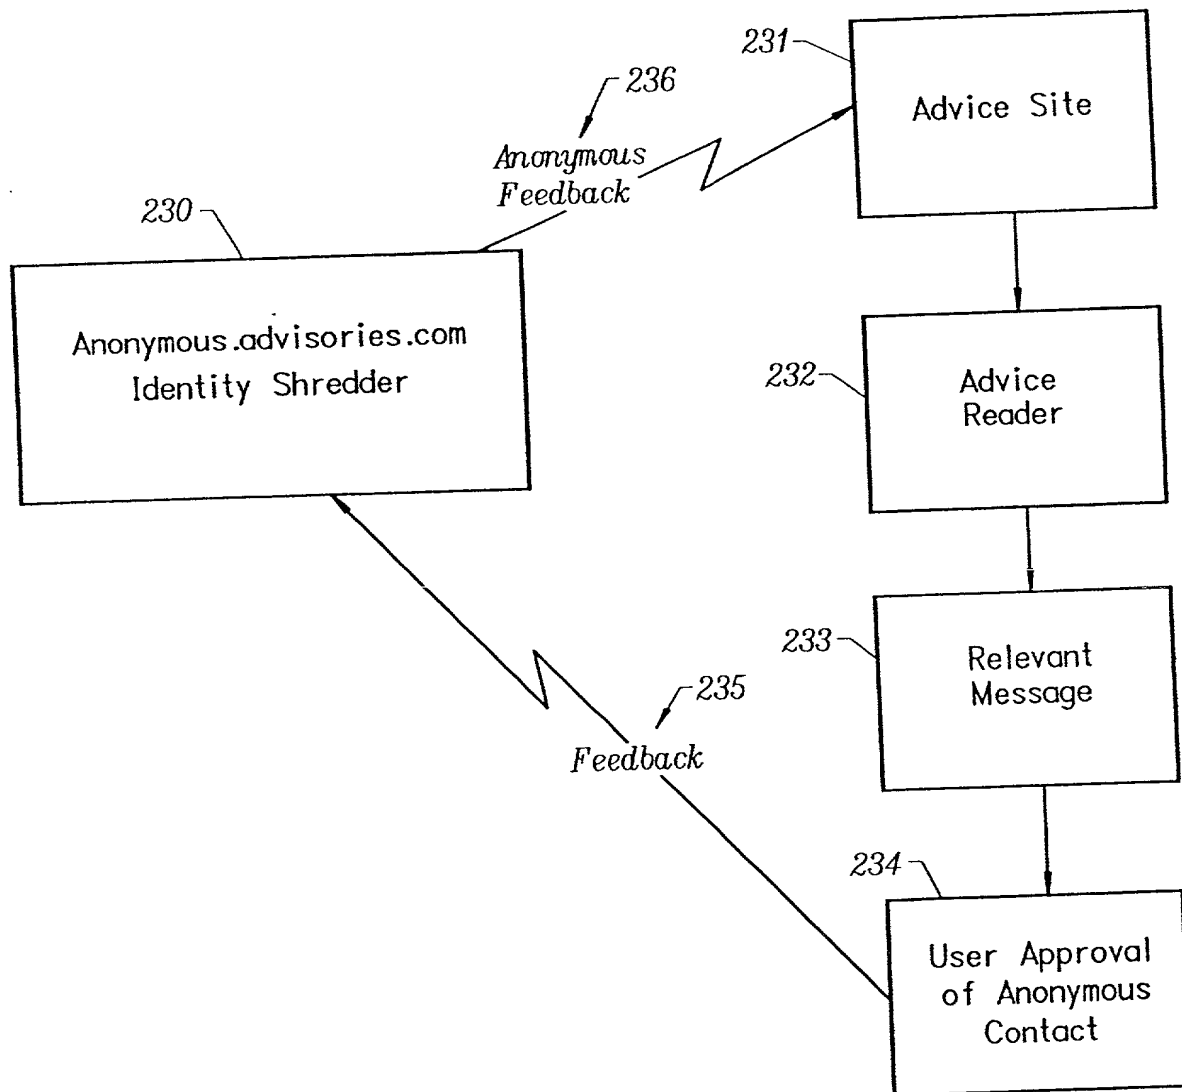 231
Advice Site
236
Anonymous
Feedback
230
Anonymous.advisories.com
Identity Shredder
232
Advice
Reader
233
Relevant
Message
235
Feedback
234
User Approval
of Anonymous
Contact